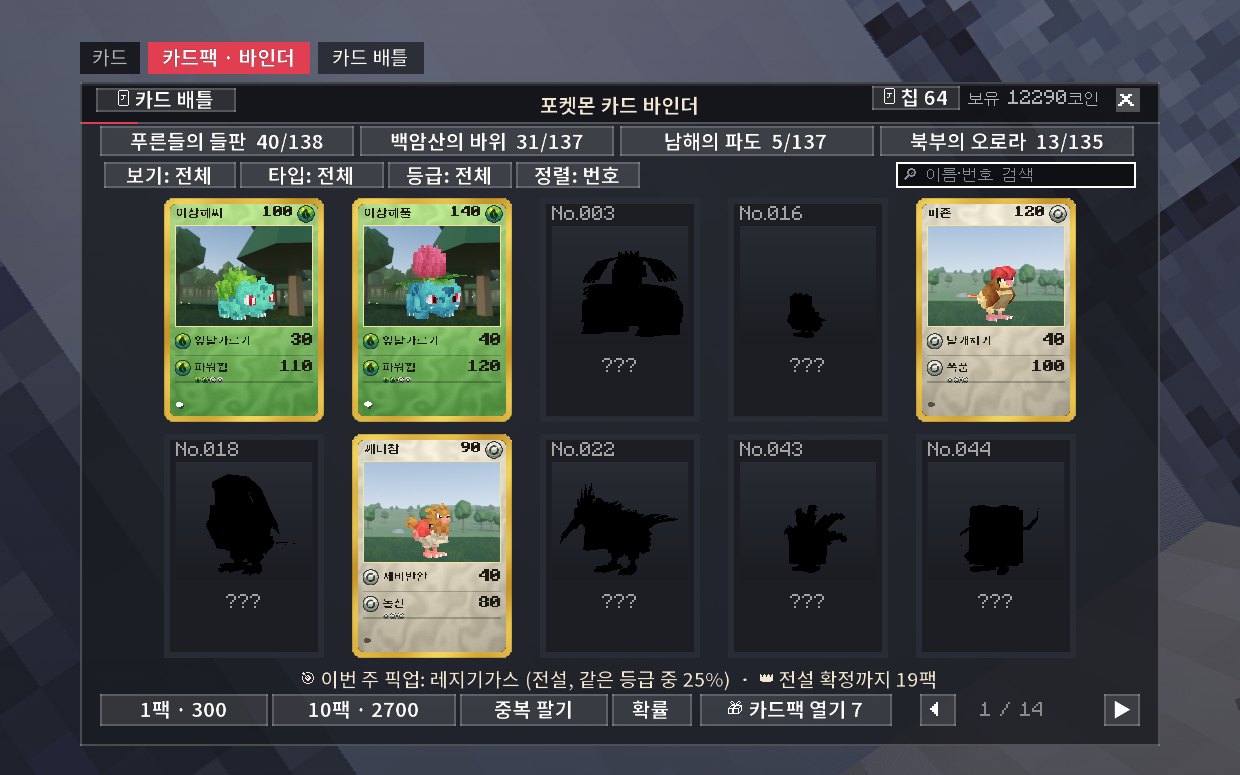 카드 카드팩 · 바인더 카드 배틀
카드 배틀 포켓몬 카드 바인더 칩 64 보유 12290코인 X
푸른들의 들판 40/138 백암산의 바위 31/137 남해의 파도 5/137 북부의 오로라 13/135
보기: 전체 타입: 전체 등급: 전체 정렬: 번호 이름·번호 검색
이상해씨 100 이상해풀 140 No.003 No.016 피죤 120
잎날가르기 30 잎날가르기 40 날개치기 40
??? ???
파워휩 110 파워휩 120 폭풍 100
No.018 깨비참 90 No.022 No.043 No.044
40
??? 80 ??? ??? ???
이번 주 픽업: 레지기가스 (전설, 같은 등급 중 25%) · 전설 확정까지 19팩
1팩 · 300 10팩 · 2700 중복 팔기 확률 카드팩 열기 7 1 / 14